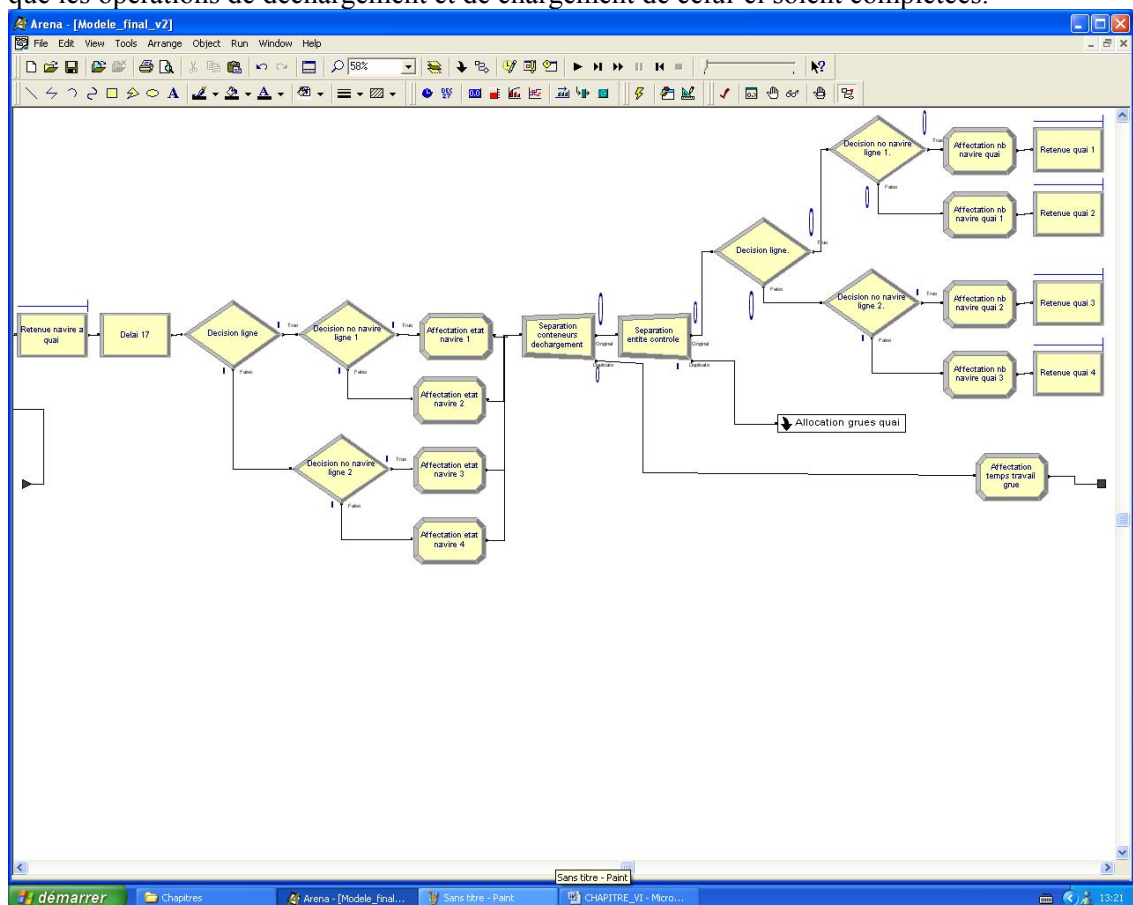 que les opérations de déchargement et de chargement de celui-ci soient complétées.
Arena - [Modele_final_v2]
File Edit View Tools Arrange Object Run Window Help
58%
Decision no navire
ligne 1.
True
False
Affectation nb
navire quai
Retenue quai 1
Affectation nb
navire quai 1
Retenue quai 2
Decision ligne.
True
False
Decision no navire
ligne 2.
True
False
Affectation nb
navire quai 2
Retenue quai 3
Affectation nb
navire quai 3
Retenue quai 4
Retenue navire a
quai
Delai 17
Decision ligne
True
False
Decision no navire
ligne 1
True
False
Affectation etat
navire 1
Affectation etat
navire 2
Decision no navire
ligne 2
True
False
Affectation etat
navire 3
Affectation etat
navire 4
Separation
conteneurs
dechargement
Original
Duplicate
Separation
entite controle
Original
Duplicate
Allocation grues quai
Affectation
temps travail
grue
Sans titre - Paint
démarrer
Chapitres
Arena - [Modele_final...
Sans titre - Paint
CHAPITRE_VI - Micro...
13:21